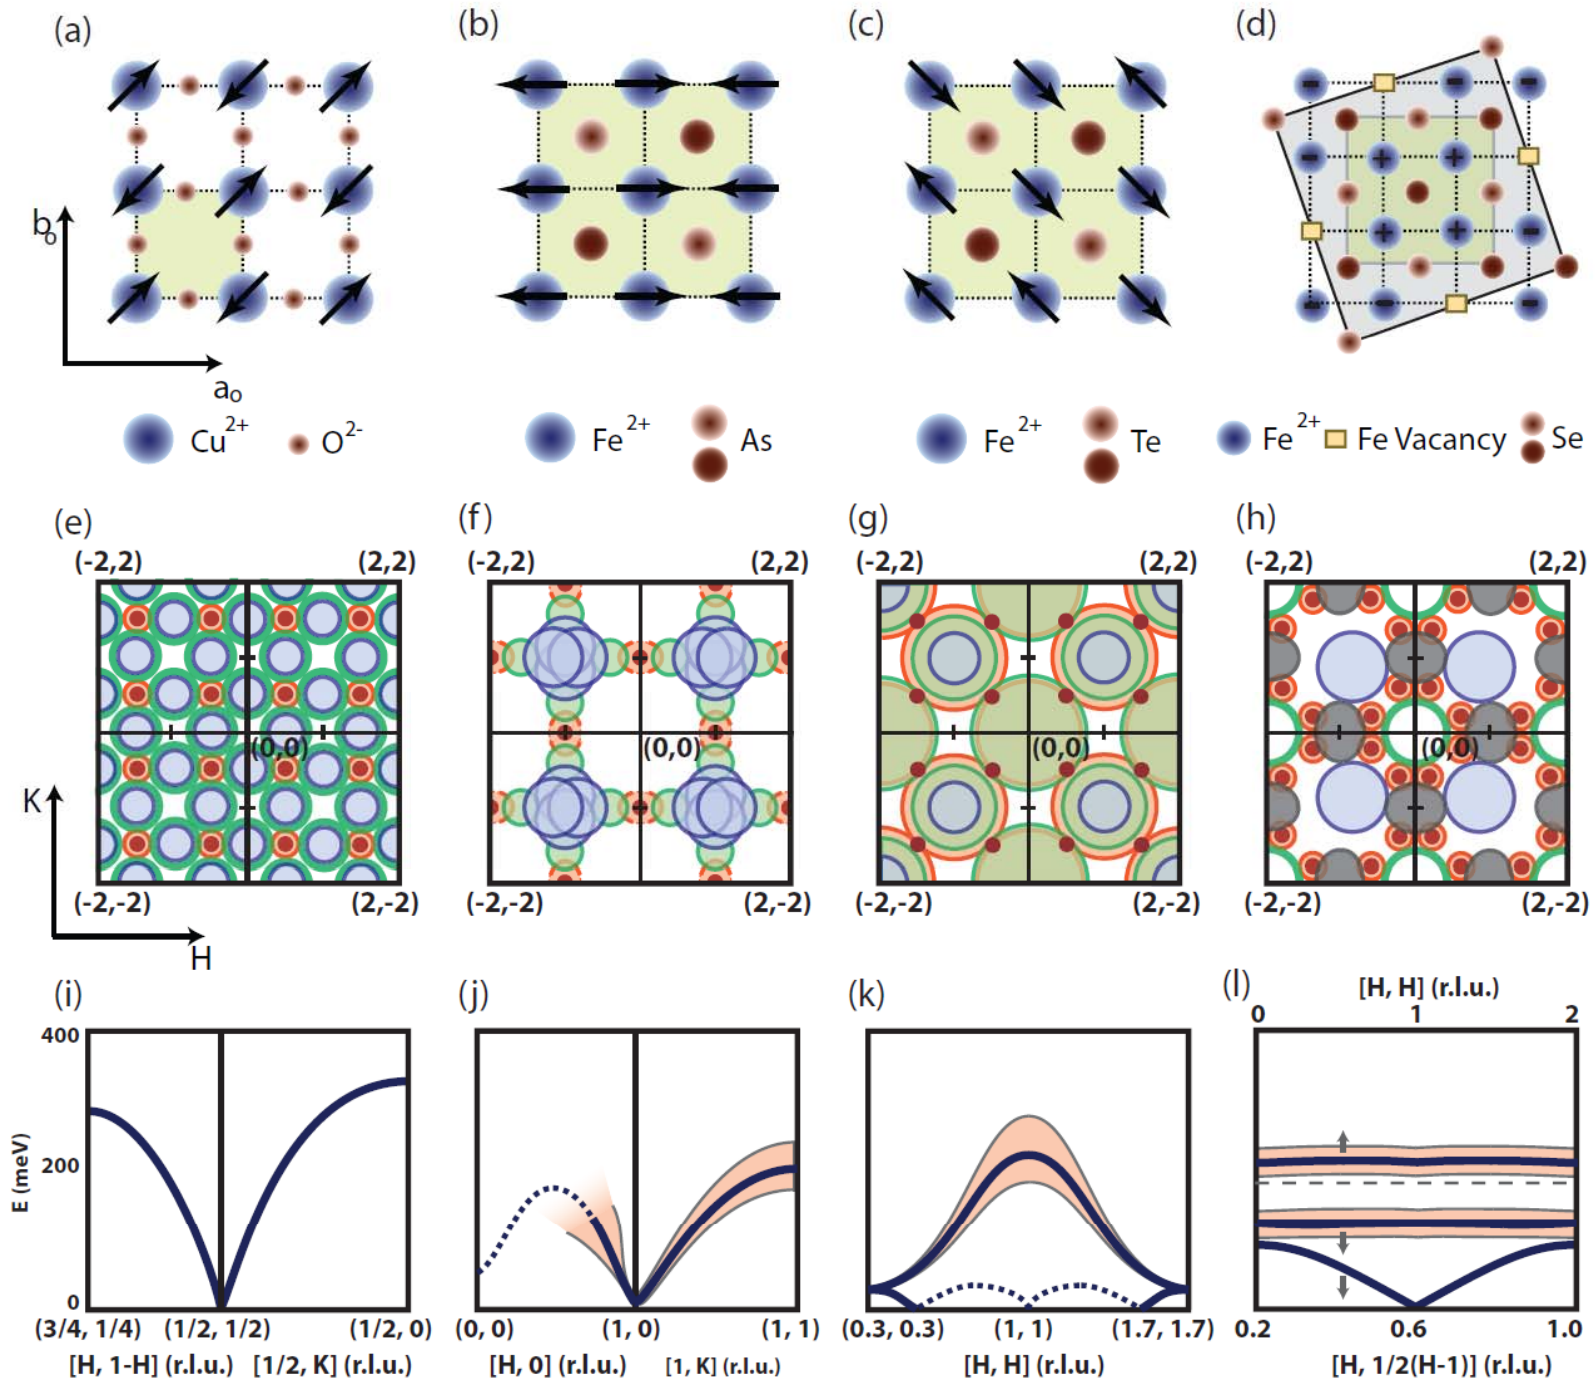 (a) (b) (c) (d)
b₀
a₀
Cu²⁺ O²⁻ Fe²⁺ As Fe²⁺ Te Fe²⁺ Fe Vacancy Se
(e) (f) (g) (h)
(-2,2) (2,2) (-2,2) (2,2) (-2,2) (2,2) (-2,2) (2,2)
(0,0) (0,0) (0,0) (0,0)
K
(-2,-2) (2,-2) (-2,-2) (2,-2) (-2,-2) (2,-2) (-2,-2) (2,-2)
H
(i) (j) (k) (l)
[H, H] (r.l.u.)
0 1 2
400
200
0
E (meV)
(3/4, 1/4) (1/2, 1/2) (1/2, 0) (0, 0) (1, 0) (1, 1) (0.3, 0.3) (1, 1) (1.7, 1.7) 0.2 0.6 1.0
[H, 1-H] (r.l.u.) [1/2, K] (r.l.u.) [H, 0] (r.l.u.) [1, K] (r.l.u.) [H, H] (r.l.u.) [H, 1/2(H-1)] (r.l.u.)